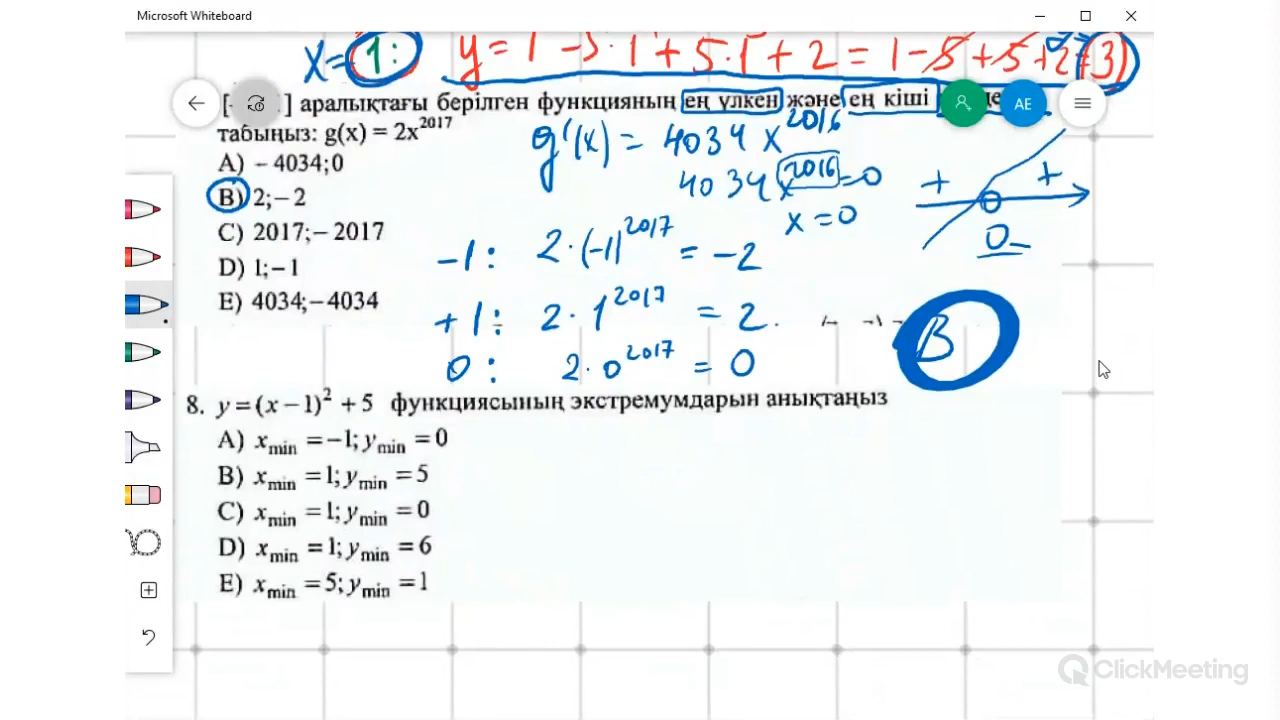 Microsoft Whiteboard
x = 1: y = 1 - 5·1 + 5·1 + 2 = 1 - 5 + 5 + 2 = 3
] аралықтағы берілген функцияның ең үлкен және ең кіші
AE
табыңыз: g(x) = 2x^2017
g'(x) = 4034 x^2016
A) – 4034;0
4034 x^2016 = 0
+ +
B) 2;– 2
x = 0
0
C) 2017;– 2017
-1: 2·(-1)^2017 = -2
D) 1;– 1
E) 4034;– 4034
+1: 2·1^2017 = 2.
B
0: 2·0^2017 = 0
8. y = (x – 1)^2 + 5 функциясының экстремумдарын анықтаңыз
A) x_min = –1; y_min = 0
B) x_min = 1; y_min = 5
C) x_min = 1; y_min = 0
D) x_min = 1; y_min = 6
E) x_min = 5; y_min = 1
ClickMeeting